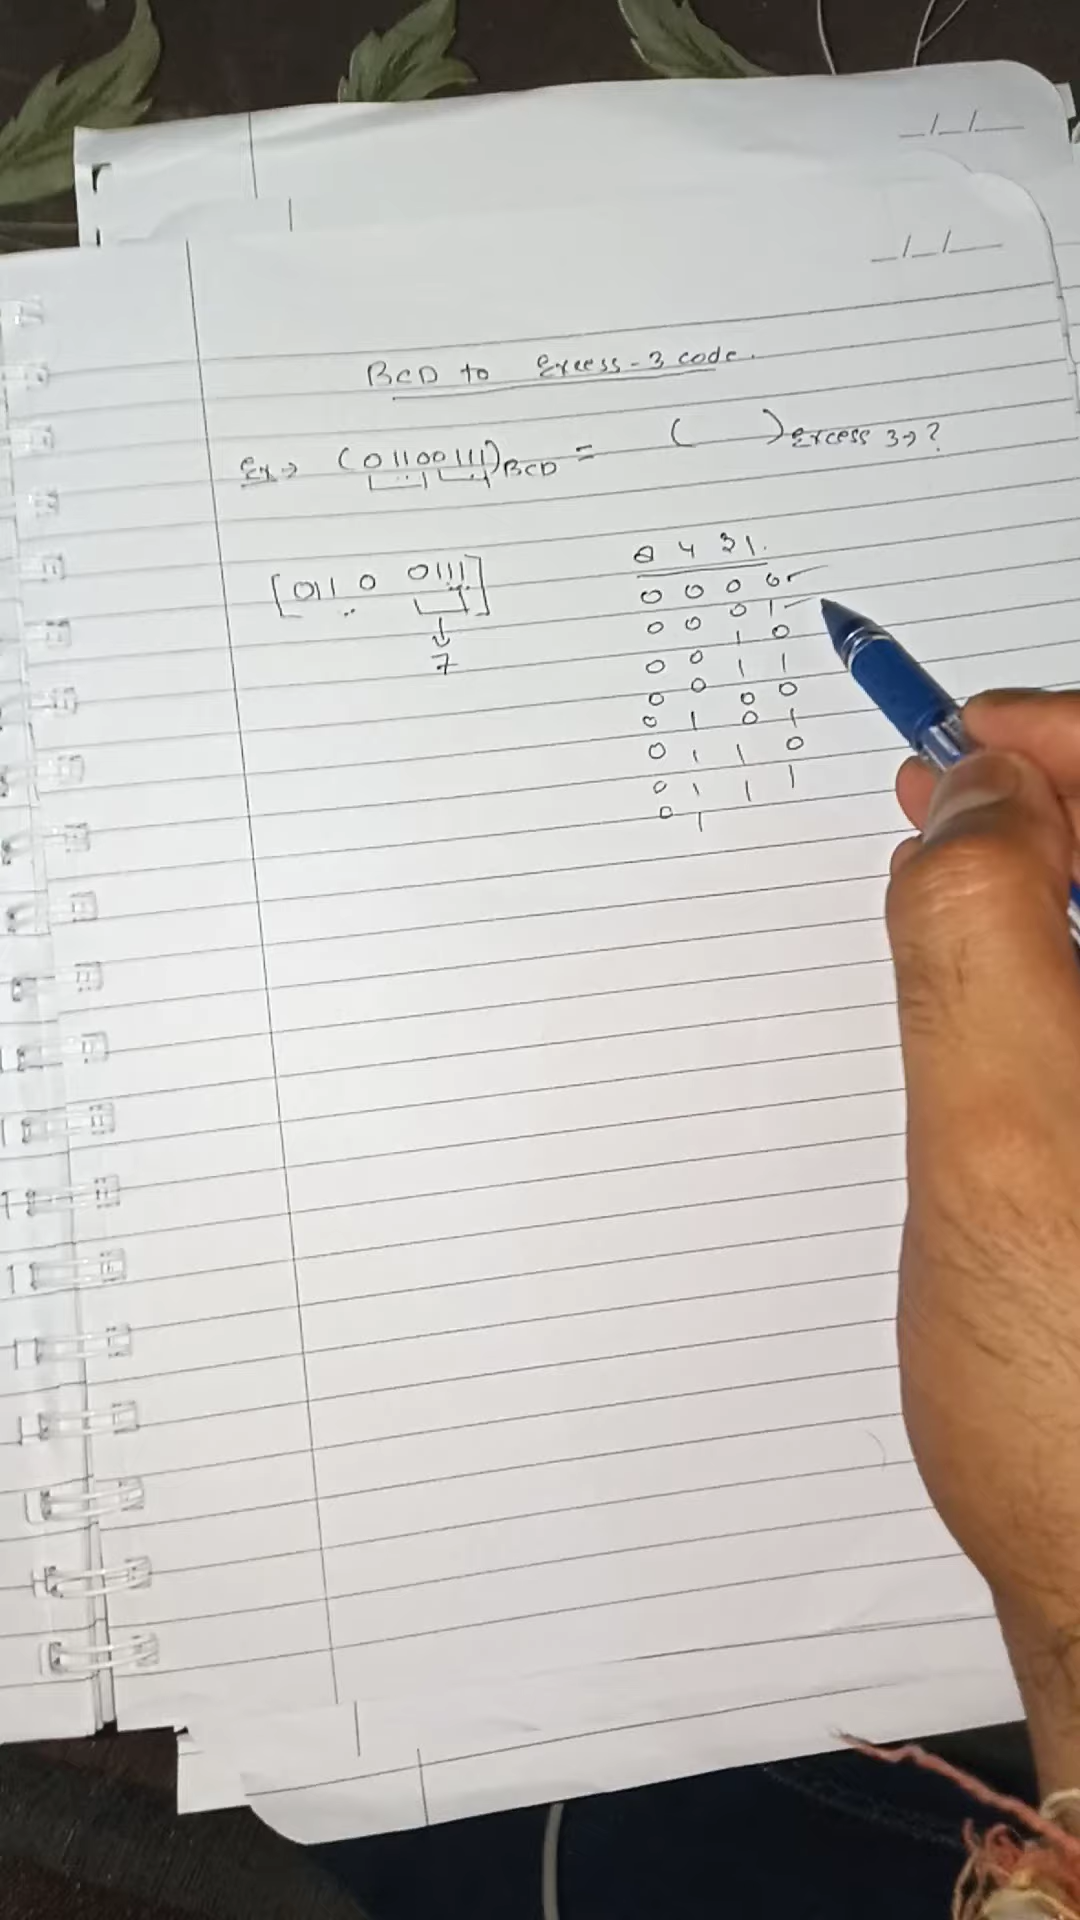 _/_/__
_/_/__
BCD to Excess-3 code.
Ex→ (01100111)BCD = ( )Excess 3→?
[0110 0111]
↓
7
8 4 2 1.
0 0 0 0
0 0 0 1
0 0 1 0
0 0 1 1
0 1 0 0
0 1 0 1
0 1 1 0
0 1 1 1